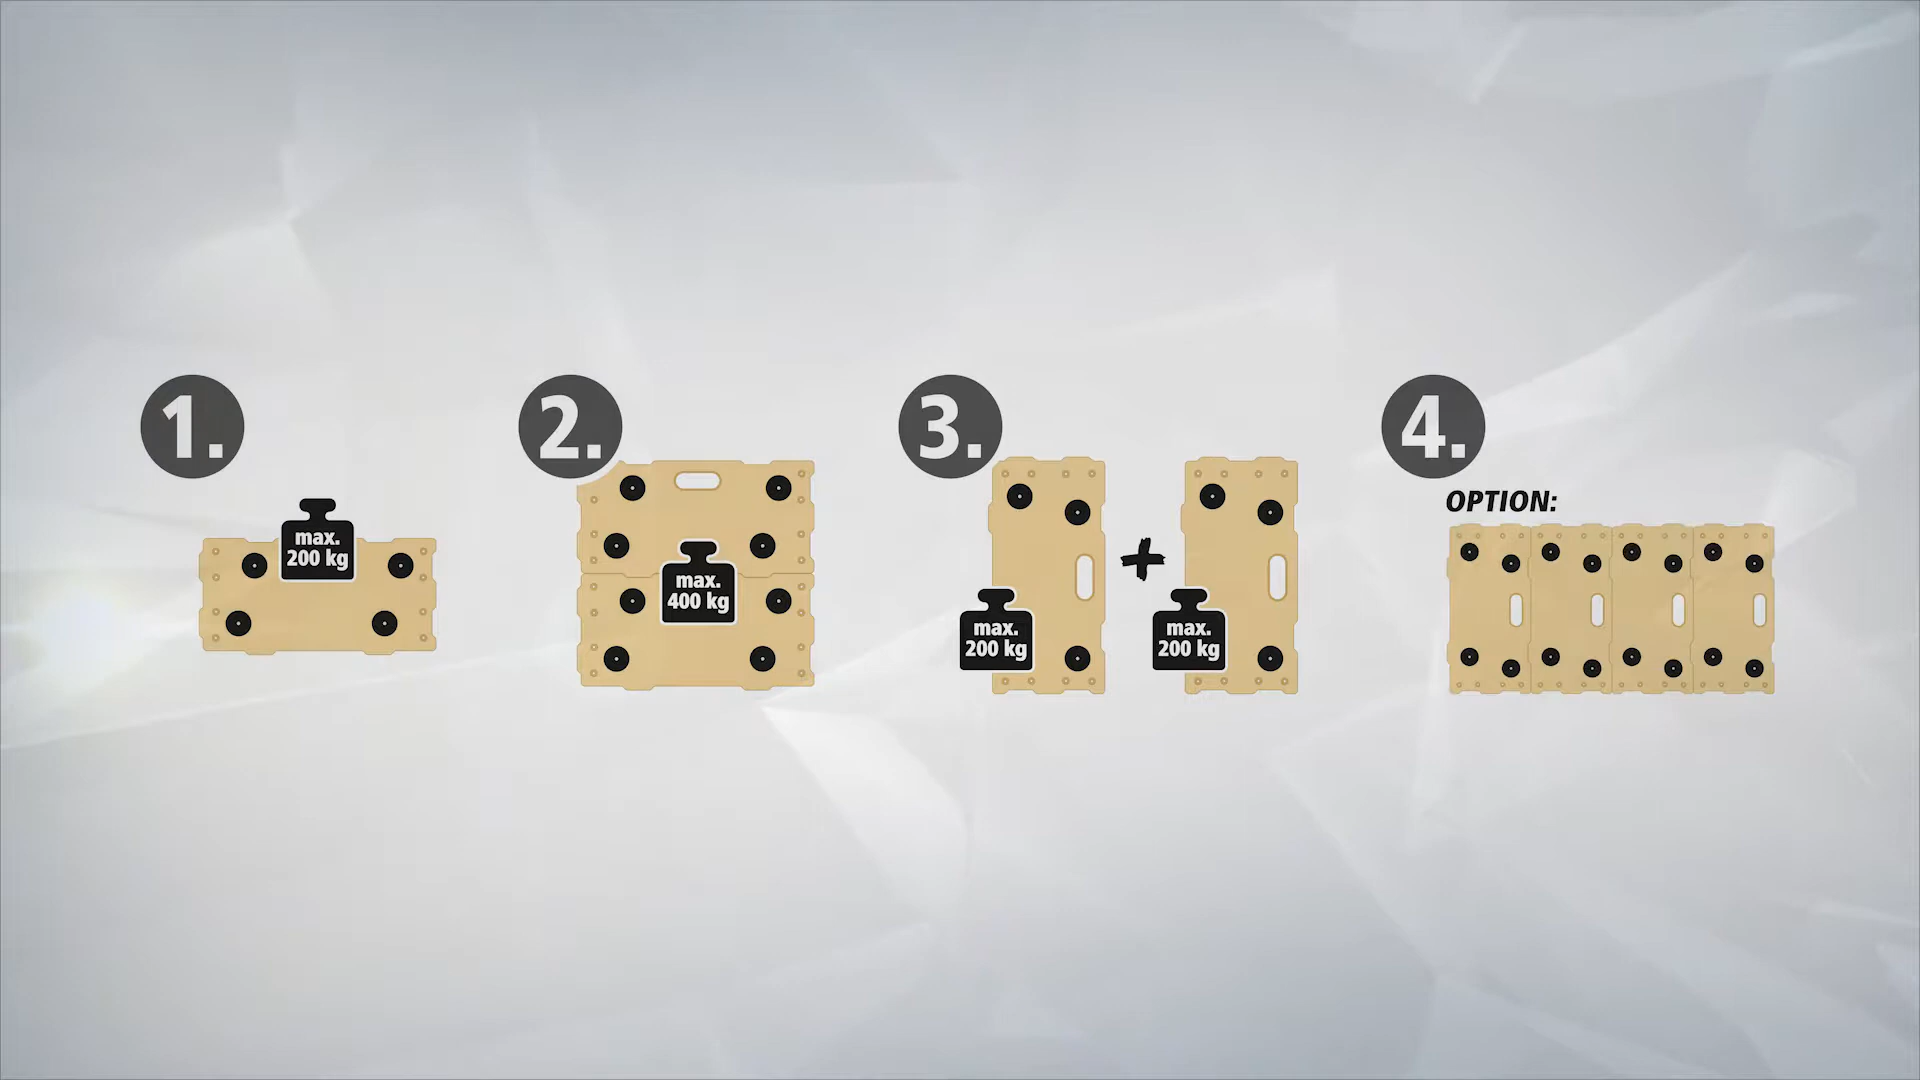 1.
max.
200 kg
2.
max.
400 kg
3.
max.
200 kg
+
max.
200 kg
4.
OPTION: